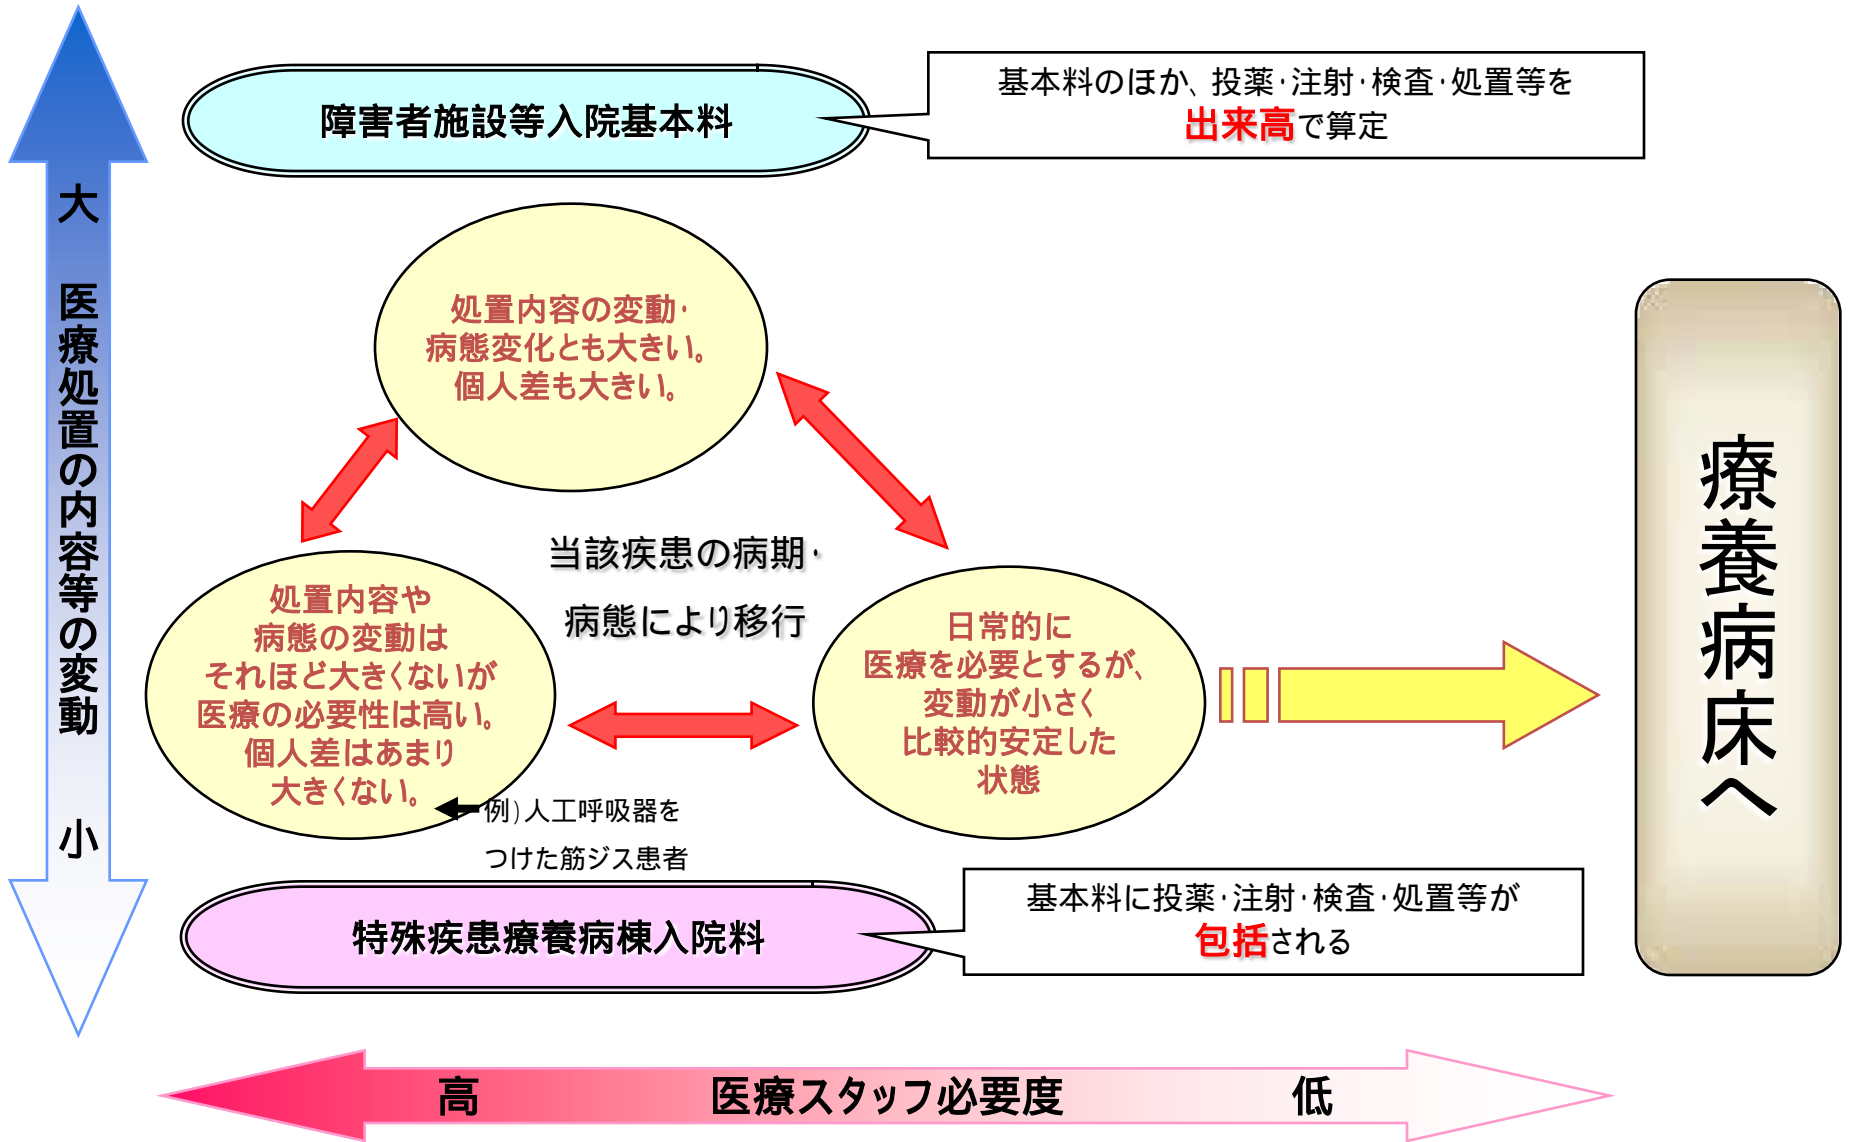 障害者施設等入院基本料
基本料のほか、投薬・注射・検査・処置等を
出来高で算定
大 医療処置の内容等の変動 小
処置内容の変動・
病態変化とも大きい。
個人差も大きい。
当該疾患の病期・
病態により移行
処置内容や
病態の変動は
それほど大きくないが
医療の必要性は高い。
個人差はあまり
大きくない。
日常的に
医療を必要とするが、
変動が小さく
比較的安定した
状態
療養病床へ
例)人工呼吸器を
つけた筋ジス患者
特殊疾患療養病棟入院料
基本料に投薬・注射・検査・処置等が
包括される
高 医療スタッフ必要度 低